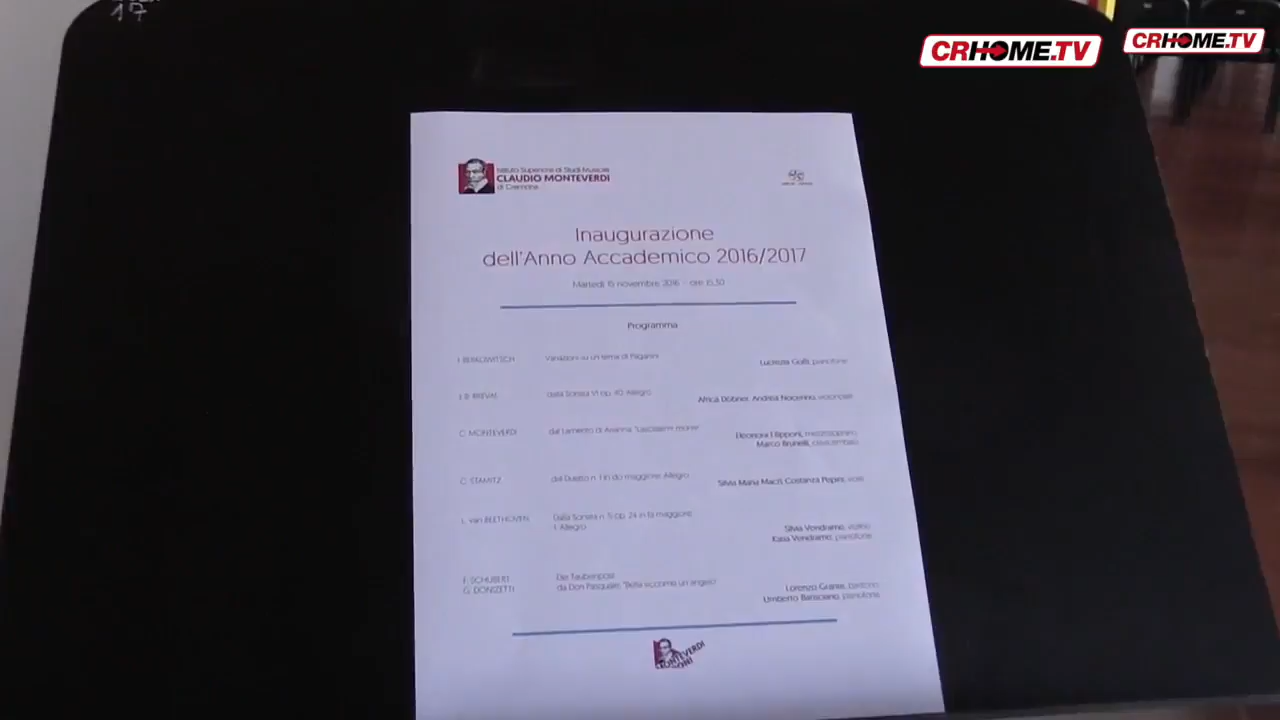 17
CRHOME.TV
CRHOME.TV
Istituto Superiore di Studi Musicali
CLAUDIO MONTEVERDI
di Cremona
Inaugurazione
dell'Anno Accademico 2016/2017
Martedì 15 novembre 2016 - ore 15,30
Programma
Variazioni su un tema di Paganini
Lucrezia pianoforte
J. B. BREVAL
dalla Sonata VI op. 40: Allegro
Africa Dobner, Andrea Nocerino, violoncelli
C. MONTEVERDI
dal Lamento di Arianna: "Lasciatemi morire"
Eleonora Filipponi, mezzosoprano
Marco Brunelli, clavicembalo
C. STAMITZ
dal Duetto n. 1 in do maggiore: Allegro
Silvia Maria Macrì, Costanza Pepini, viole
L. van BEETHOVEN
Dalla Sonata n. 5 op. 24 in fa maggiore:
I. Allegro
Silvia Vendramo, violino
Katia Vendramo, pianoforte
F. SCHUBERT
Die Taubenpost
G. DONIZETTI
da Don Pasquale: "Bella siccome un angelo"
Lorenzo baritono
Umberto pianoforte
MONTEVERDI